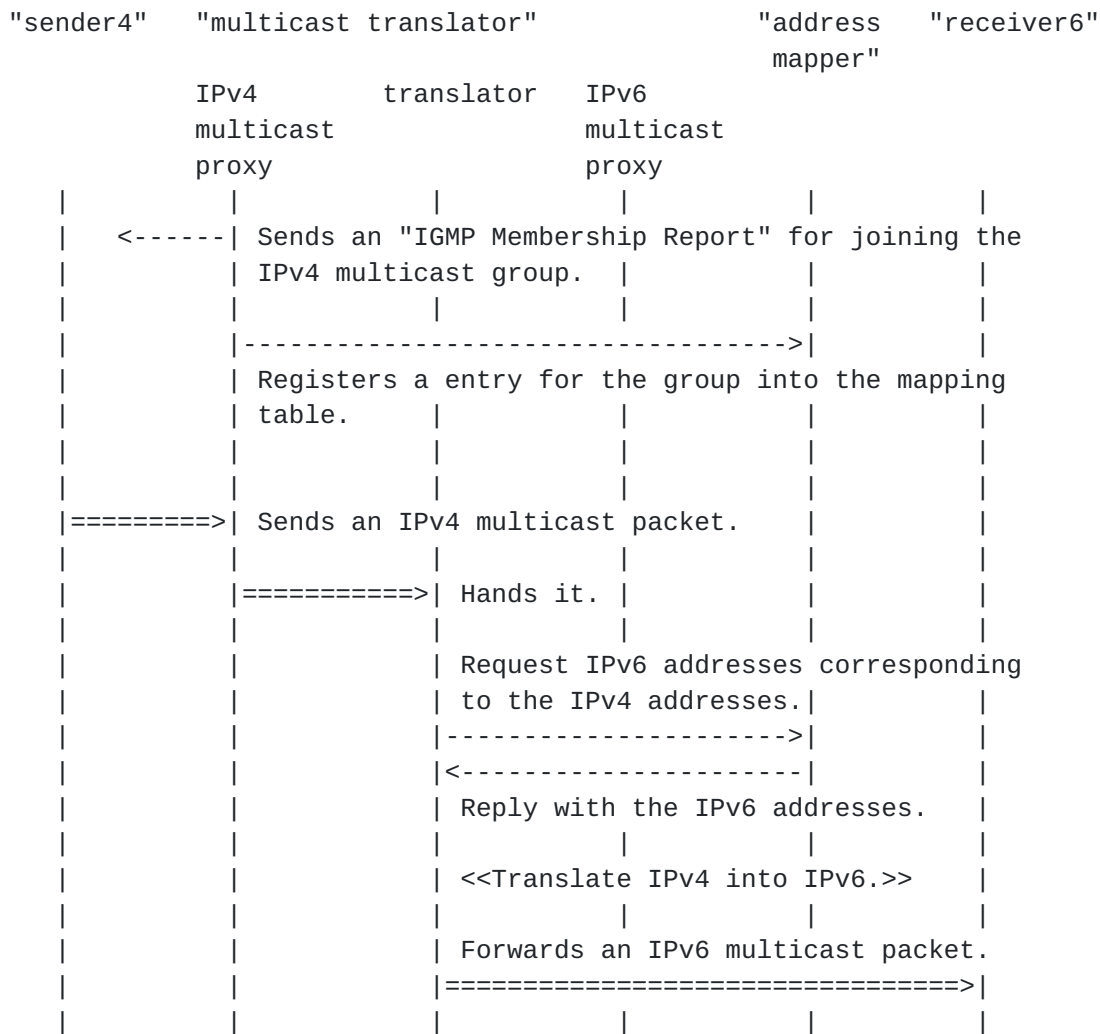 "sender4" "multicast translator" "address "receiver6"
mapper"
IPv4 translator IPv6
multicast multicast
proxy proxy
Sends an "IGMP Membership Report" for joining the
IPv4 multicast group.
Registers a entry for the group into the mapping
table.
Sends an IPv4 multicast packet.
Hands it.
Request IPv6 addresses corresponding
to the IPv4 addresses.
Reply with the IPv6 addresses.
<<Translate IPv4 into IPv6.>>
Forwards an IPv6 multicast packet.